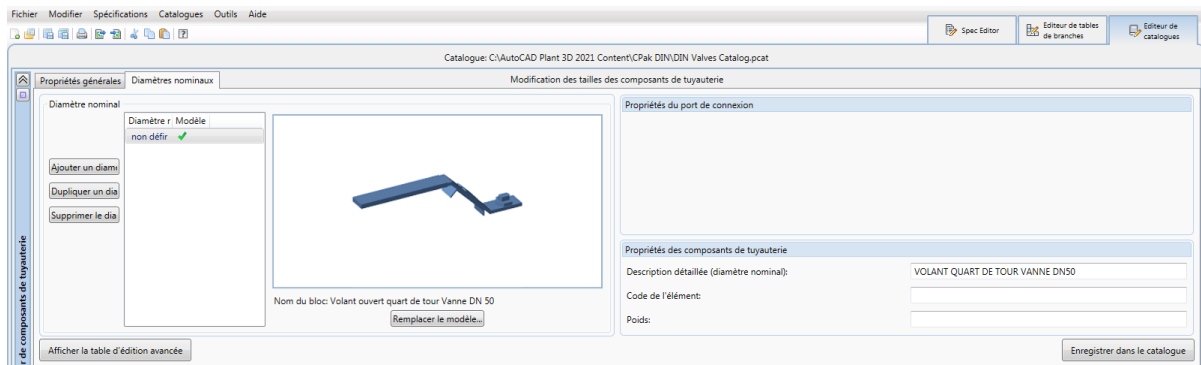 Fichier Modifier Spécifications Catalogues Outils Aide
Spec Editor
Editeur de tables
de branches
Editeur de
catalogues
Catalogue: C:\AutoCAD Plant 3D 2021 Content\CPak DIN\DIN Valves Catalog.pcat
Propriétés générales Diamètres nominaux Modification des tailles des composants de tuyauterie
Diamètre nominal
Diamètre r Modèle
non défir
Ajouter un diam
Dupliquer un dia
Supprimer le dia
Nom du bloc: Volant ouvert quart de tour Vanne DN 50
Remplacer le modèle...
Propriétés du port de connexion
Propriétés des composants de tuyauterie
Description détaillée (diamètre nominal): VOLANT QUART DE TOUR VANNE DN50
Code de l'élément:
Poids:
r de composants de tuyauterie
Afficher la table d'édition avancée Enregistrer dans le catalogue